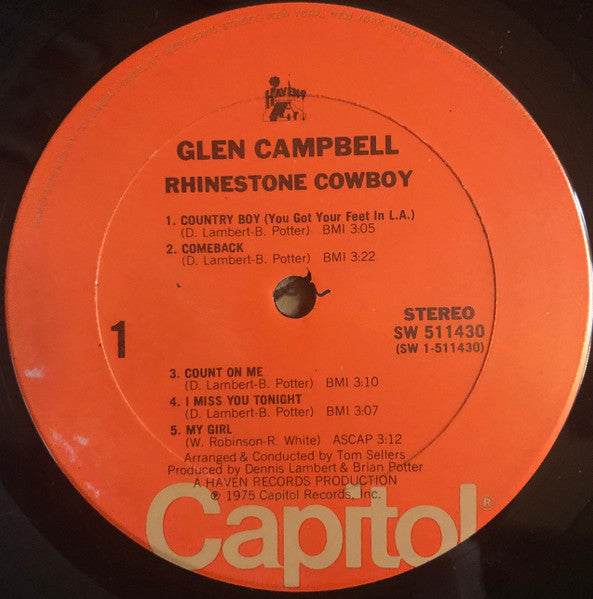 HAVEN
GLEN CAMPBELL
RHINESTONE COWBOY
1. COUNTRY BOY (You Got Your Feet In L.A.)
(D. Lambert-B. Potter) BMI 3:05
2. COMEBACK
(D. Lambert-B. Potter) BMI 3:22
1
STEREO
SW 511430
(SW 1-511430)
3. COUNT ON ME
(D. Lambert-B. Potter) BMI 3:10
4. I MISS YOU TONIGHT
(D. Lambert-B. Potter) BMI 3:07
5. MY GIRL
(W. Robinson-R. White) ASCAP 3:12
Arranged & Conducted by Tom Sellers
Produced by Dennis Lambert & Brian Potter
A HAVEN RECORDS PRODUCTION
℗ 1975 Capitol Records, Inc.
Capitol®